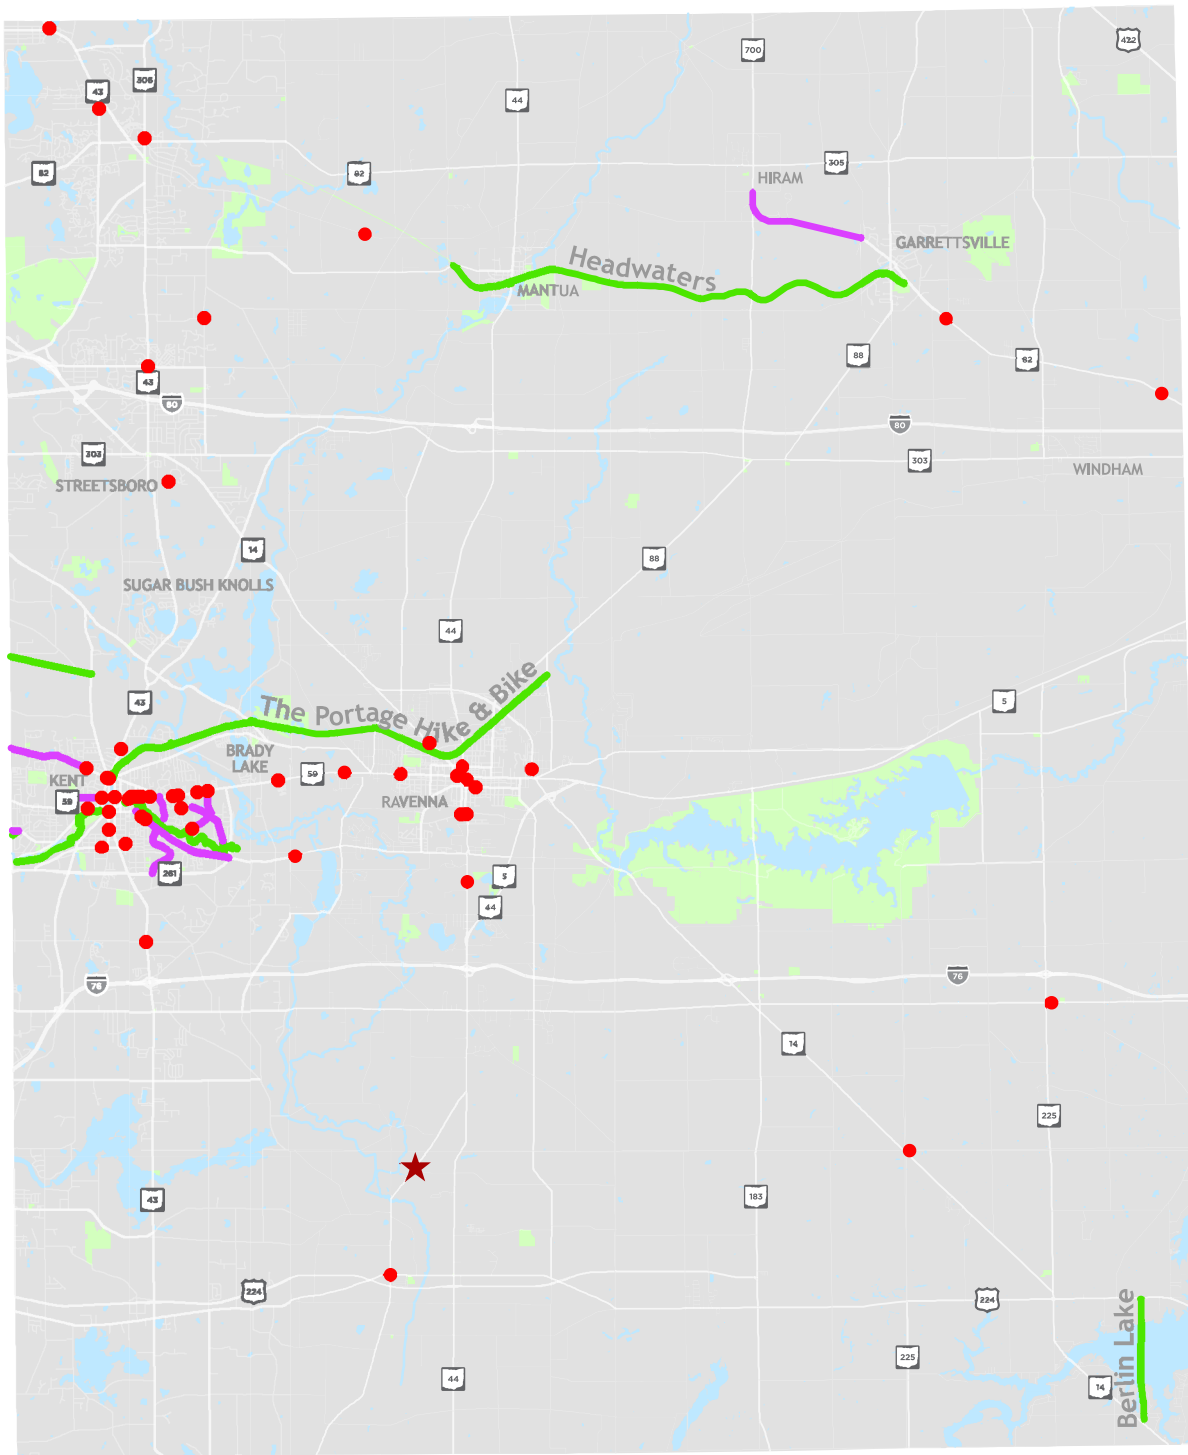 422
700
306
43
44
305
82
82
HIRAM
GARRETTSVILLE
Headwaters
MANTUA
88
82
43
80
80
303
303
WINDHAM
STREETSBORO
14
88
SUGAR BUSH KNOLLS
44
5
43
The Portage Hike & Bike
BRADY
LAKE
59
KENT
59
RAVENNA
261
5
44
76
76
14
225
43
183
224
224
Berlin Lake
225
44
14